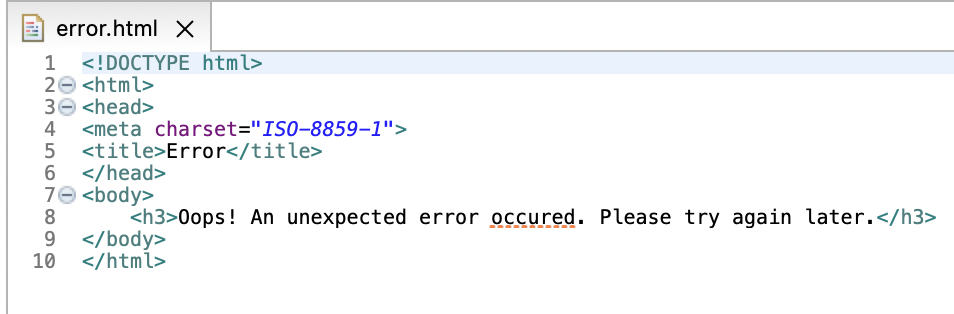 error.html
1 <!DOCTYPE html>
2 <html>
3 <head>
4 <meta charset="ISO-8859-1">
5 <title>Error</title>
6 </head>
7 <body>
8     <h3>Oops! An unexpected error occured. Please try again later.</h3>
9 </body>
10 </html>